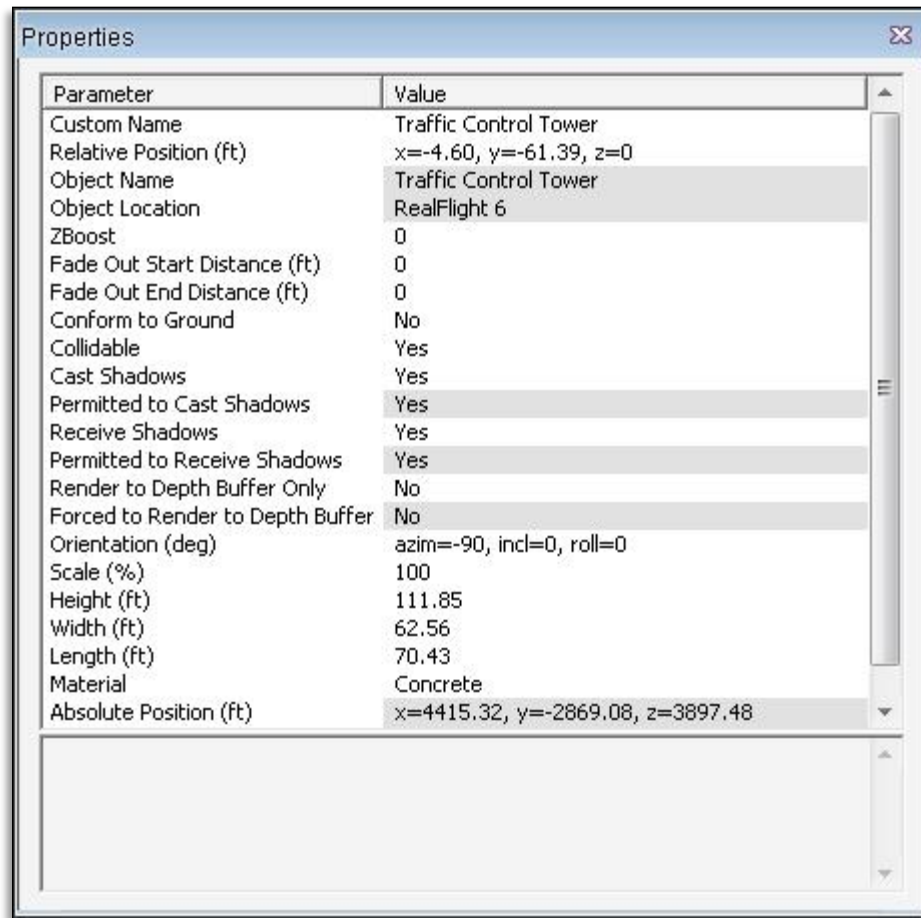 Properties
Parameter Value
Custom Name Traffic Control Tower
Relative Position (ft) x=-4.60, y=-61.39, z=0
Object Name Traffic Control Tower
Object Location RealFlight 6
ZBoost 0
Fade Out Start Distance (ft) 0
Fade Out End Distance (ft) 0
Conform to Ground No
Collidable Yes
Cast Shadows Yes
Permitted to Cast Shadows Yes
Receive Shadows Yes
Permitted to Receive Shadows Yes
Render to Depth Buffer Only No
Forced to Render to Depth Buffer No
Orientation (deg) azim=-90, incl=0, roll=0
Scale (%) 100
Height (ft) 111.85
Width (ft) 62.56
Length (ft) 70.43
Material Concrete
Absolute Position (ft) x=4415.32, y=-2869.08, z=3897.48